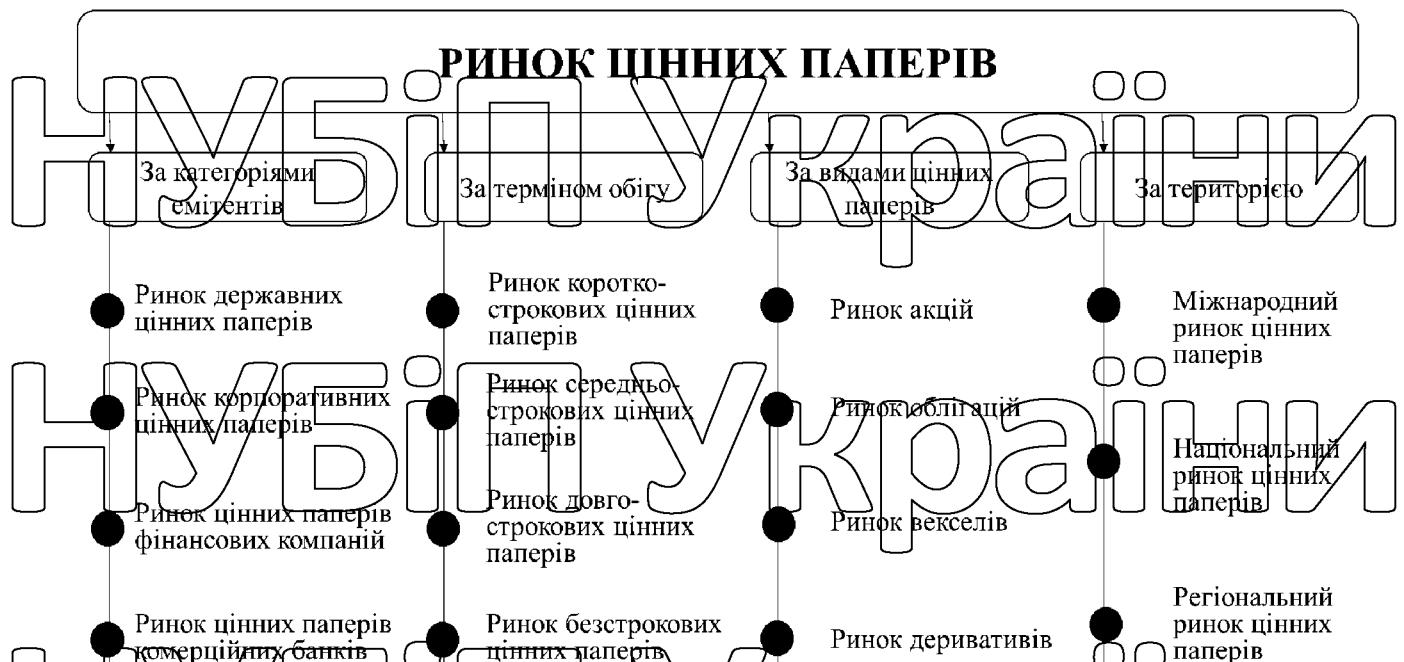 РИНОК ЦІННИХ ПАПЕРІВ
НУБіП України
За категоріями
емітентів
За терміном обігу
За видами цінних
паперів
За територією
Ринок державних
цінних паперів
Ринок корпоративних
цінних паперів
Ринок цінних паперів
фінансових компаній
Ринок цінних паперів
комерційних банків
Ринок коротко-
строкових цінних
паперів
Ринок середньо-
строкових цінних
паперів
Ринок довго-
строкових цінних
паперів
Ринок безстрокових
цінних паперів
Ринок акцій
Ринок облігацій
Ринок векселів
Ринок деривативів
Міжнародний
ринок цінних
паперів
Національний
ринок цінних
паперів
Регіональний
ринок цінних
паперів
НУБіП України